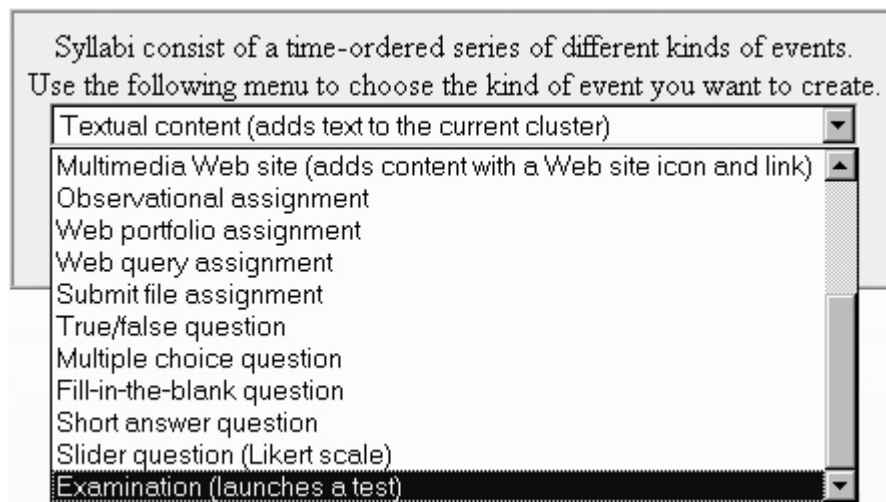 Syllabi consist of a time-ordered series of different kinds of events.
Use the following menu to choose the kind of event you want to create.
Textual content (adds text to the current cluster)
Multimedia Web site (adds content with a Web site icon and link)
Observational assignment
Web portfolio assignment
Web query assignment
Submit file assignment
True/false question
Multiple choice question
Fill-in-the-blank question
Short answer question
Slider question (Likert scale)
Examination (launches a test)